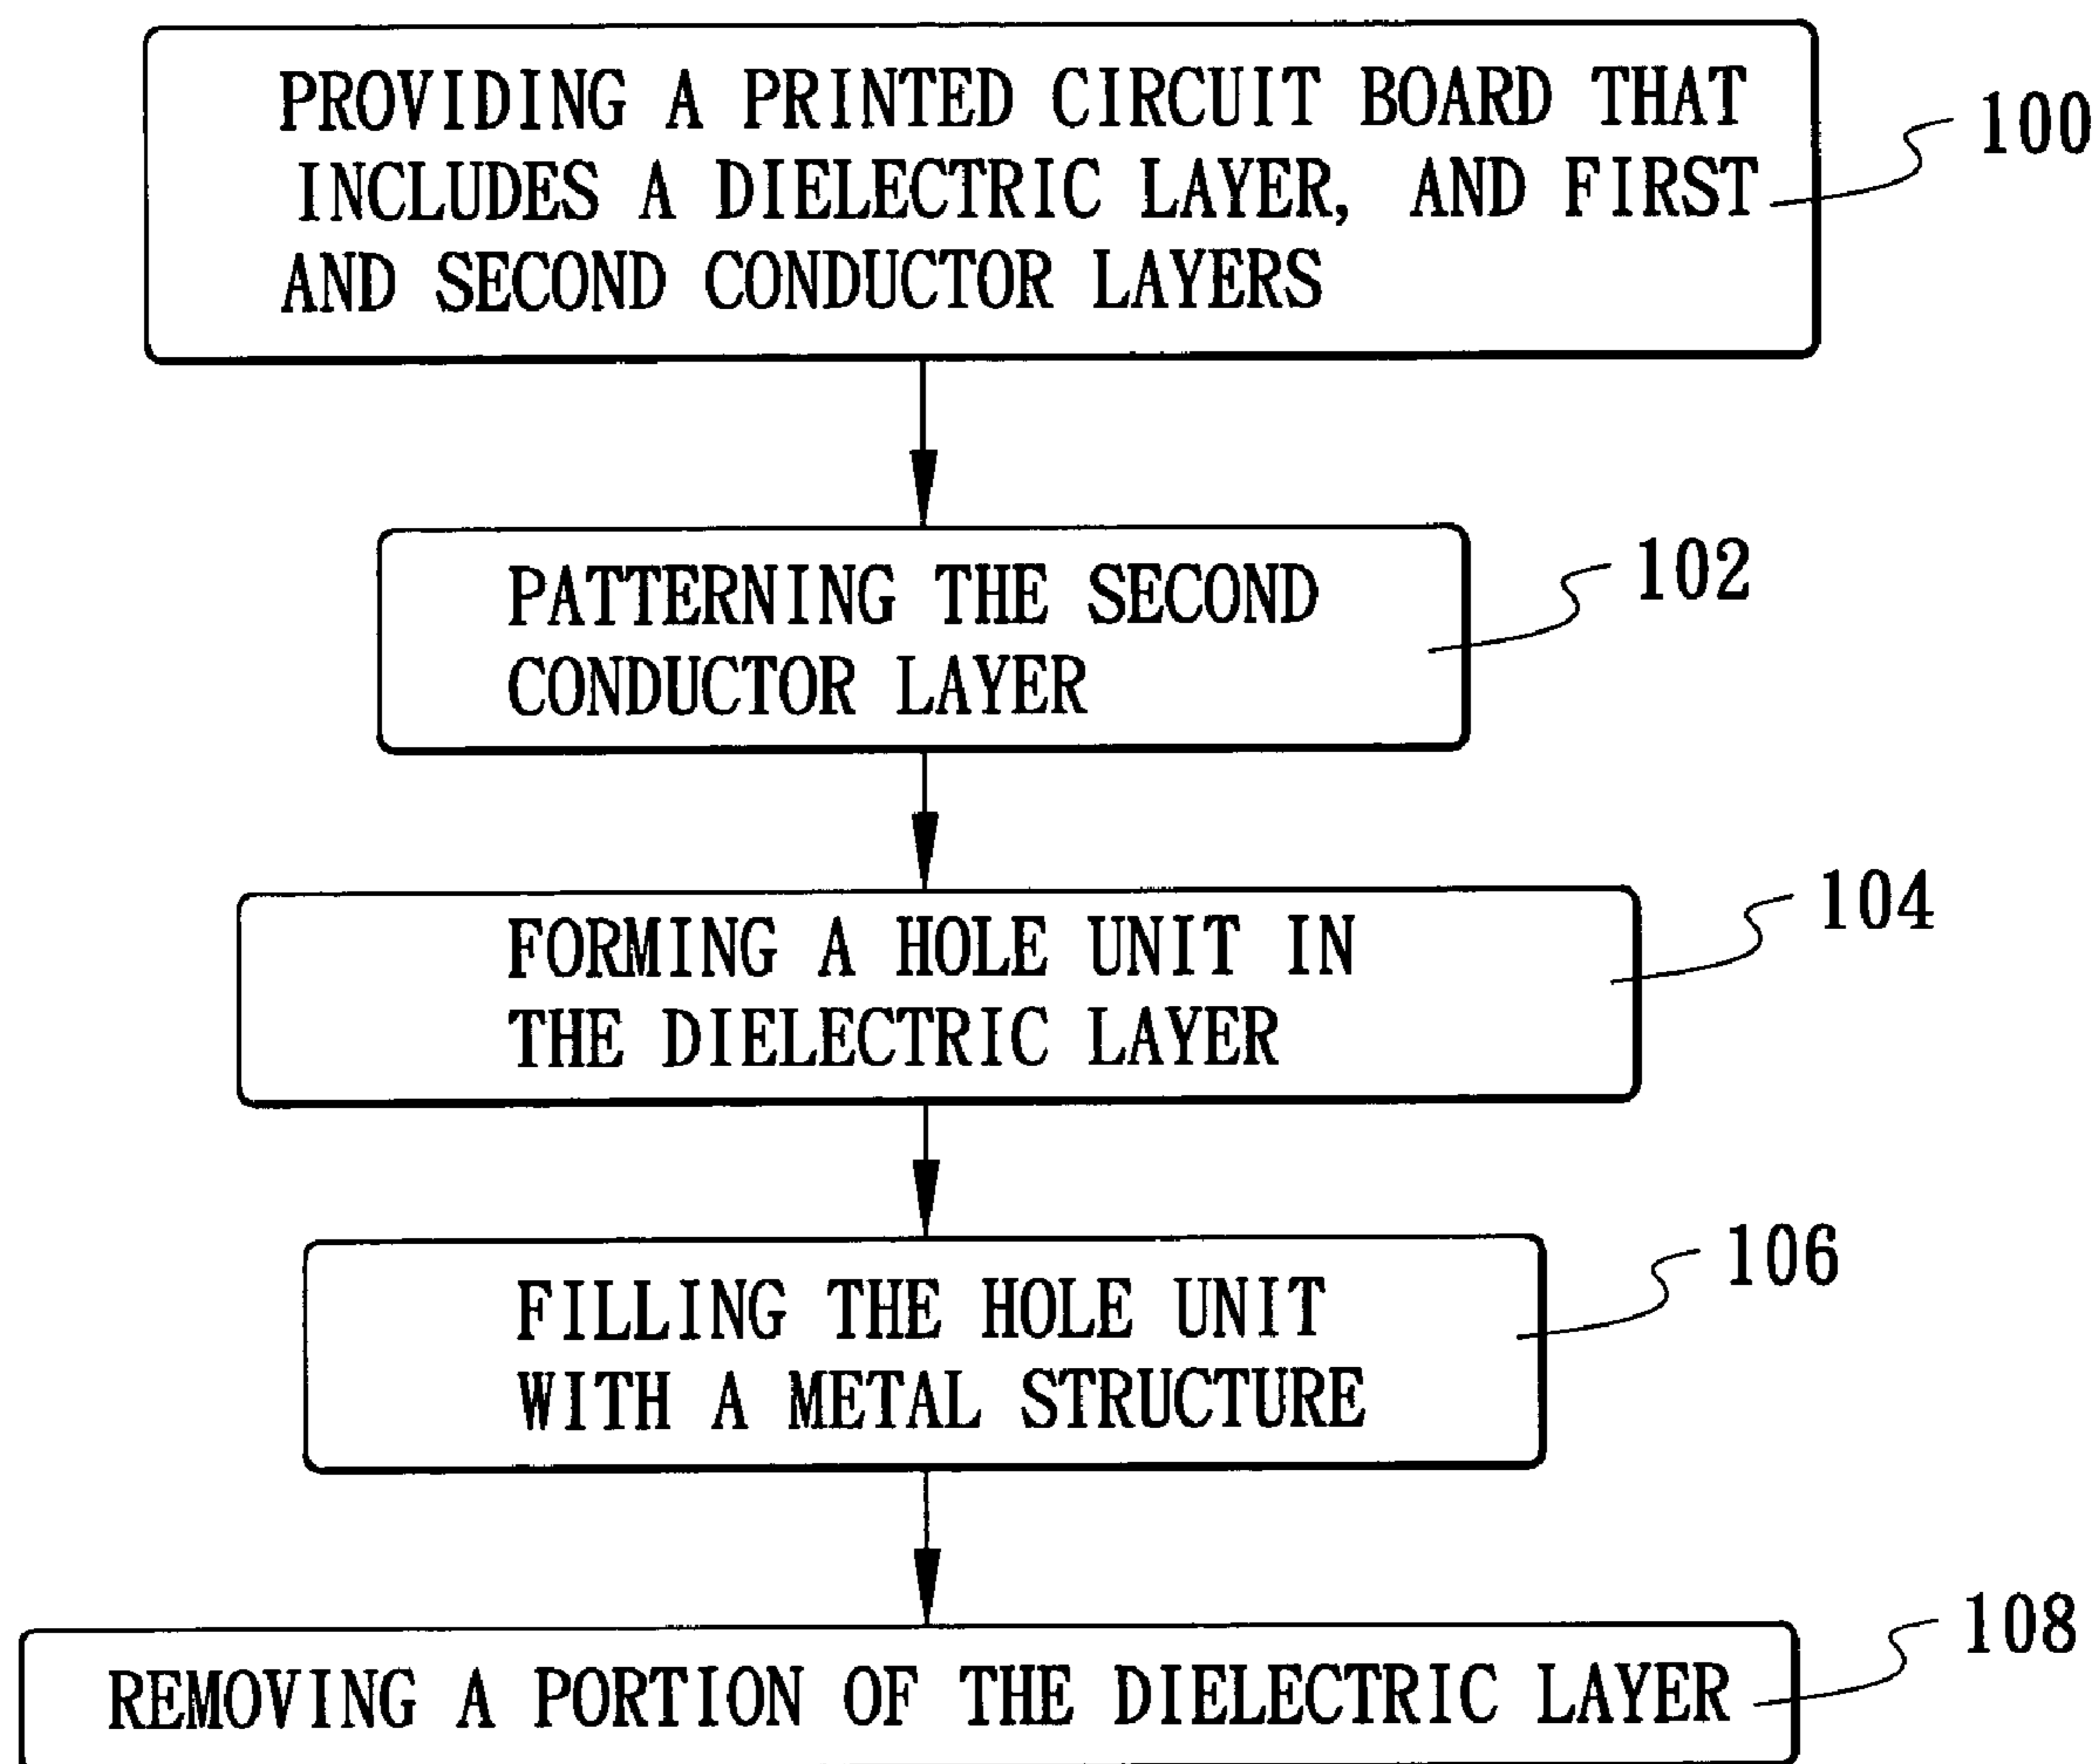 PROVIDING A PRINTED CIRCUIT BOARD THAT
INCLUDES A DIELECTRIC LAYER, AND FIRST
AND SECOND CONDUCTOR LAYERS
100
PATTERNING THE SECOND
CONDUCTOR LAYER
102
FORMING A HOLE UNIT IN
THE DIELECTRIC LAYER
104
FILLING THE HOLE UNIT
WITH A METAL STRUCTURE
106
REMOVING A PORTION OF THE DIELECTRIC LAYER
108